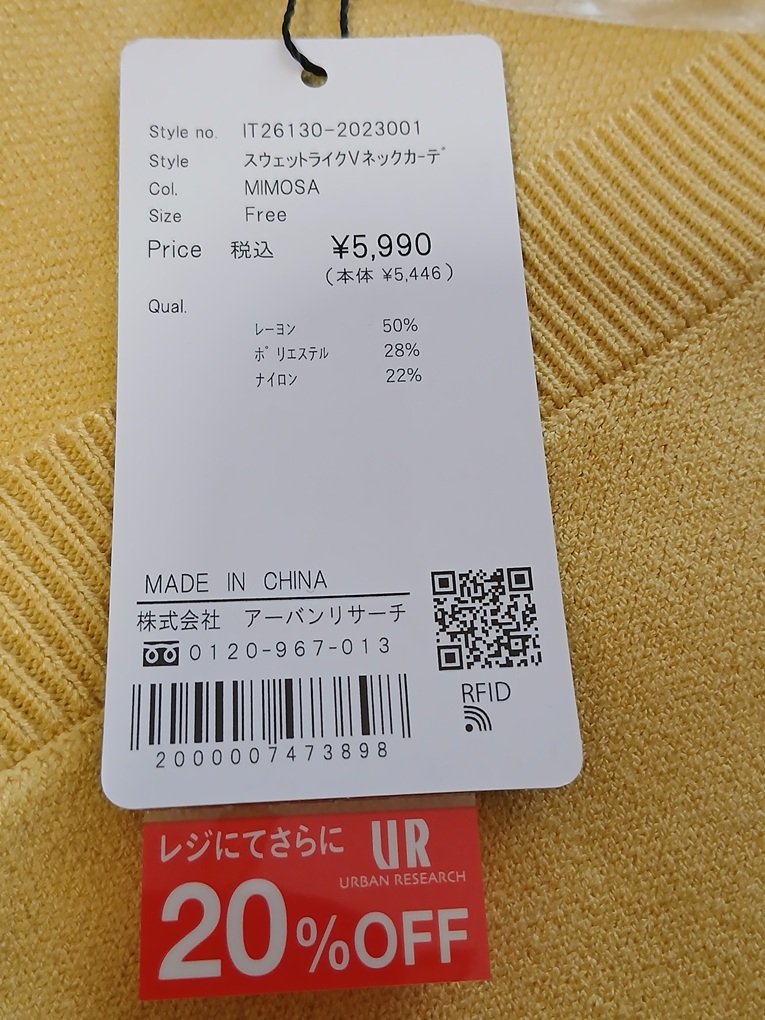 Style no. IT26130-2023001
Style スウェットライクVネックカーデ
Col. MIMOSA
Size Free
Price 税込 ¥5,990
(本体 ¥5,446)
Qual.
レーヨン 50%
ポリエステル 28%
ナイロン 22%
MADE IN CHINA
株式会社 アーバンリサーチ
0120-967-013
RFID
2000007473898
レジにてさらに UR
URBAN RESEARCH
20%OFF